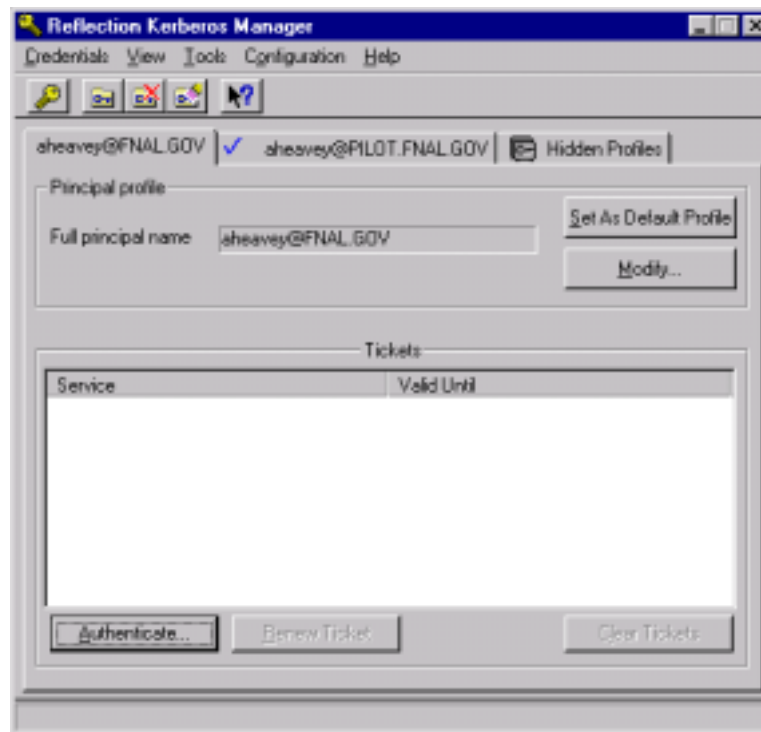 Reflection Kerberos Manager
Credentials View Tools Configuration Help
aheavey@FNAL.GOV aheavey@PILOT.FNAL.GOV Hidden Profiles
Principal profile
Set As Default Profile
Full principal name aheavey@FNAL.GOV
Modify...
Tickets
Service Valid Until
Authenticate... Renew Ticket Clear Tickets